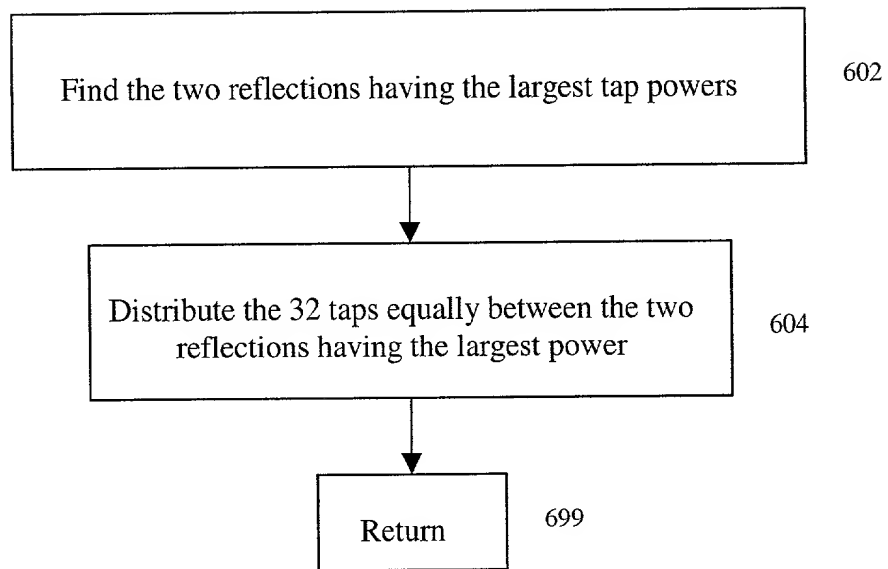 Find the two reflections having the largest tap powers
602
Distribute the 32 taps equally between the two
reflections having the largest power
604
Return
699